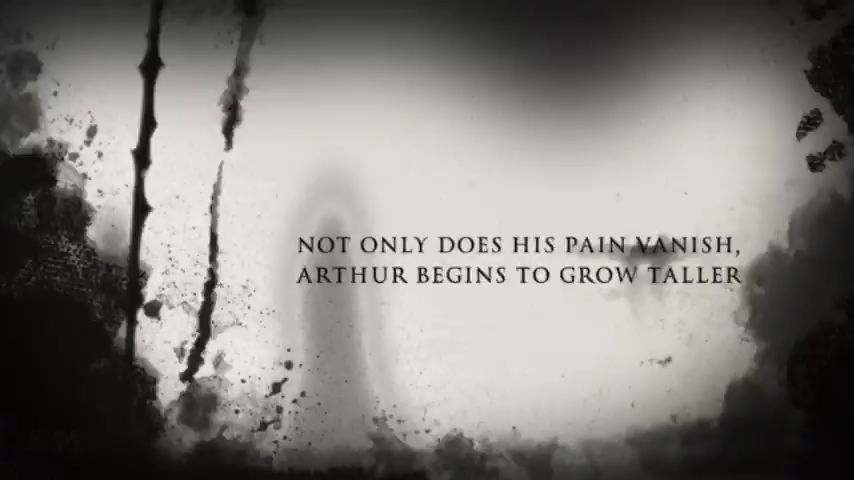 NOT ONLY DOES HIS PAIN VANISH,
ARTHUR BEGINS TO GROW TALLER